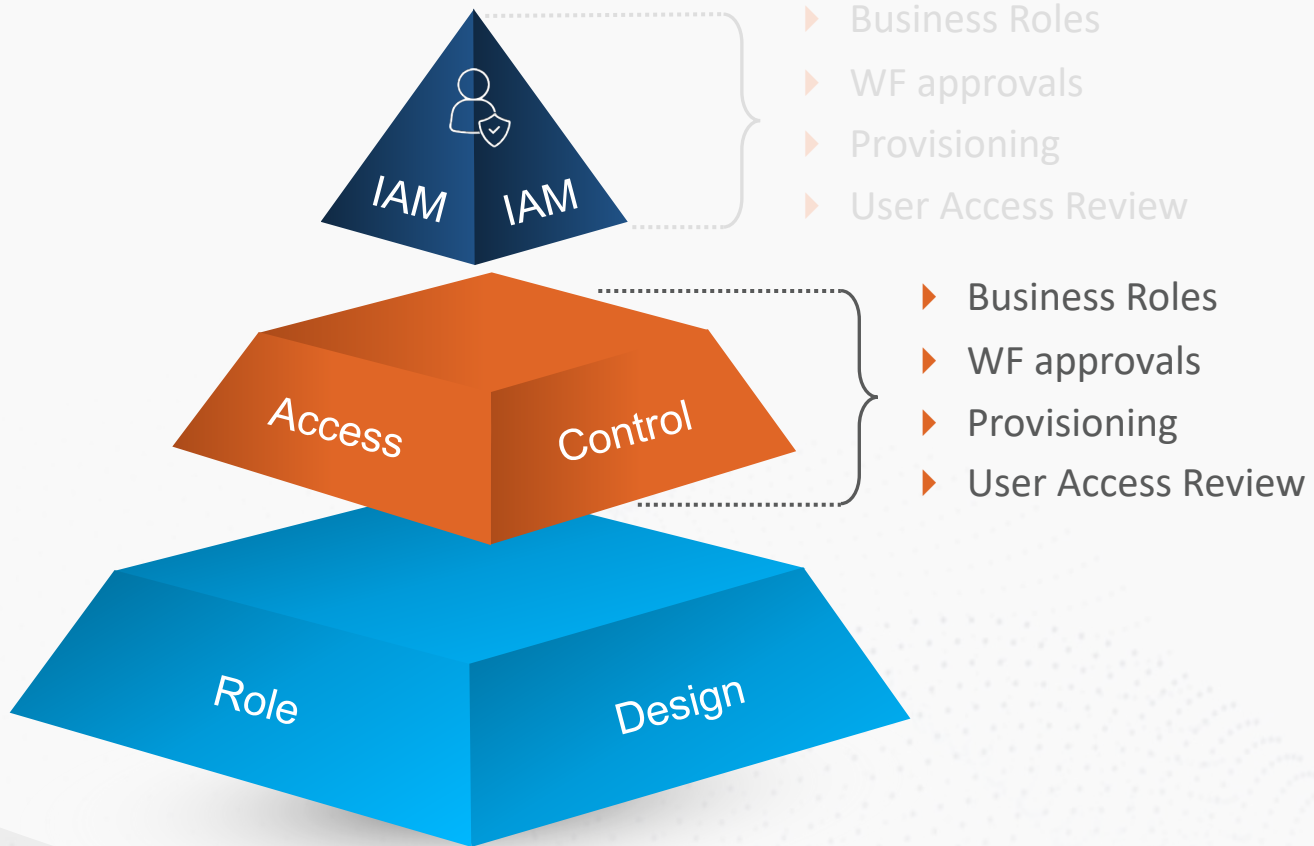 Business Roles
WF approvals
Provisioning
User Access Review
IAM IAM
Business Roles
WF approvals
Provisioning
User Access Review
Access Control
Role Design